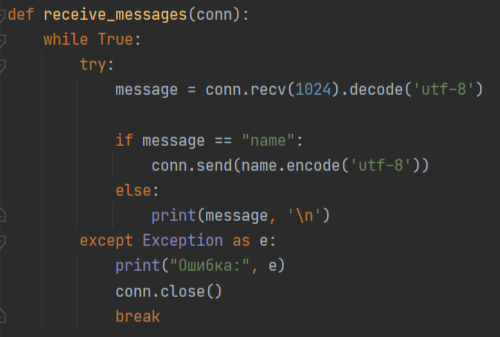 def receive_messages(conn):
    while True:
        try:
            message = conn.recv(1024).decode('utf-8')

            if message == "name":
                conn.send(name.encode('utf-8'))
            else:
                print(message, '\n')
        except Exception as e:
            print("Ошибка:", e)
            conn.close()
            break